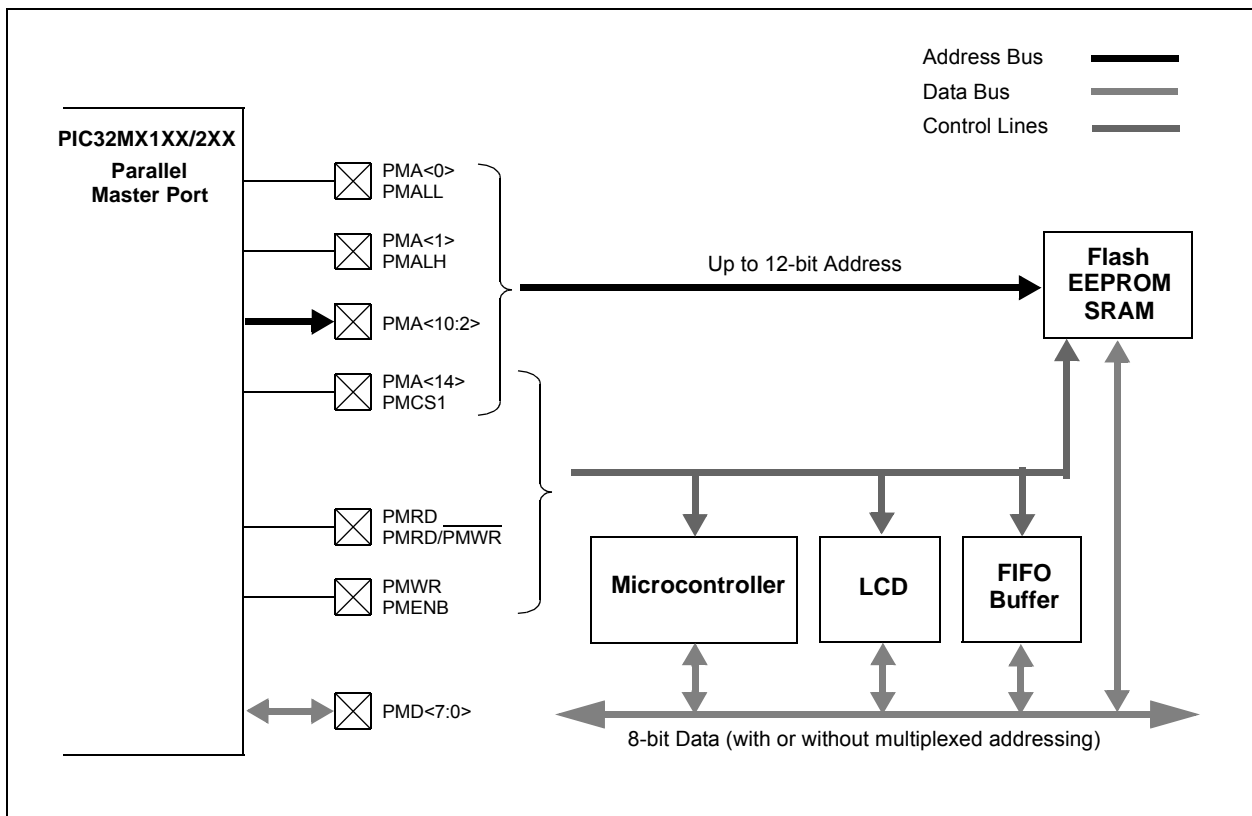 Address Bus
Data Bus
Control Lines
PIC32MX1XX/2XX
Parallel
Master Port
PMA<0>
PMALL
PMA<1>
PMALH
PMA<10:2>
PMA<14>
PMCS1
PMRD
PMRD/PMWR
PMWR
PMENB
PMD<7:0>
Up to 12-bit Address
Flash
EEPROM
SRAM
Microcontroller
LCD
FIFO
Buffer
8-bit Data (with or without multiplexed addressing)